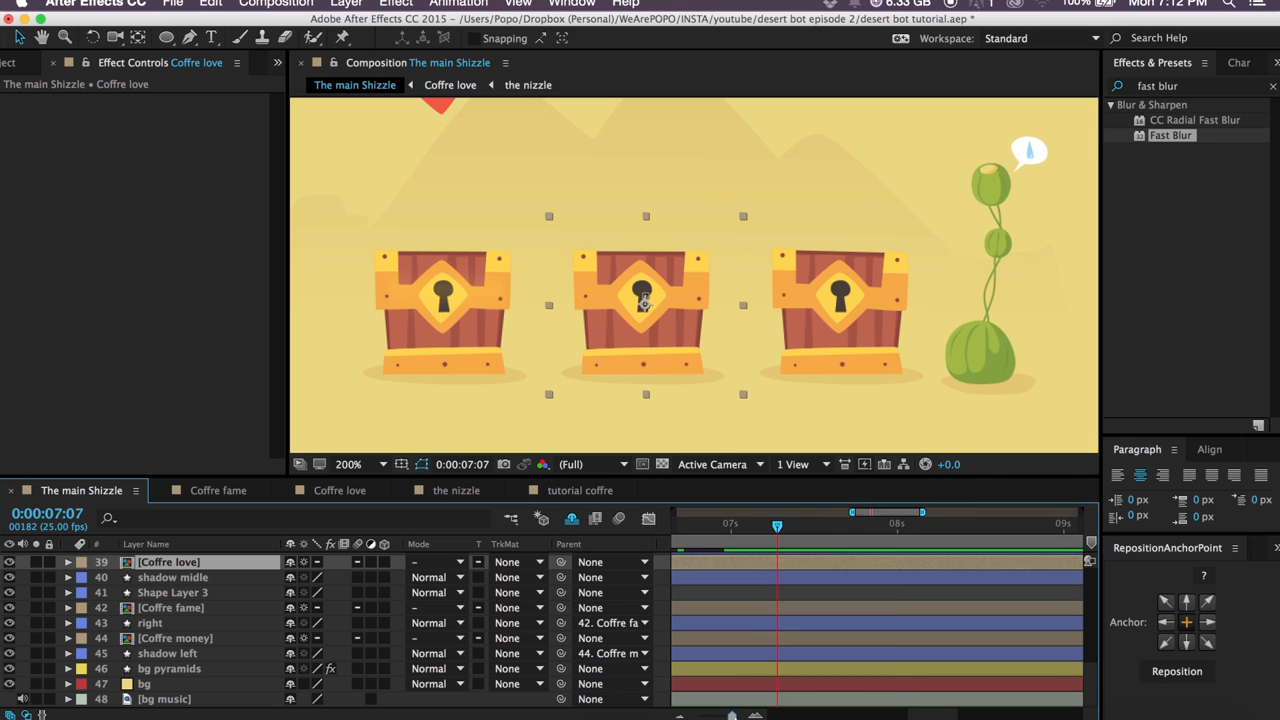 After Effects CC File Edit Composition Layer Effect Animation View Window Help 6.33 GB 1 100% Wed 7:12 PM
Adobe After Effects CC 2015 - /Users/Popo/Dropbox (Personal)/WeArePOPO/INSTA/youtube/desert bot episode 2/desert bot tutorial.aep *
Snapping Workspace: Standard Search Help
ject Effect Controls Coffre love Composition The main Shizzle Effects & Presets Char
The main Shizzle • Coffre love The main Shizzle Coffre love the nizzle fast blur
Blur & Sharpen
CC Radial Fast Blur
Fast Blur
Paragraph Align
200% 0:00:07:07 (Full) Active Camera 1 View +0.0
0 px 0 px 0 px
0 px 0 px
The main Shizzle Coffre fame Coffre love the nizzle tutorial coffre
0:00:07:07
00182 (25.00 fps)
07s 08s 09s
# Layer Name Mode T TrkMat Parent
RepositionAnchorPoint
39 [Coffre love] - None None
40 shadow midle Normal None None
?
41 Shape Layer 3 Normal None None
42 [Coffre fame] - None None
43 right Normal None 42. Coffre fa
Anchor:
44 [Coffre money] - None None
45 shadow left Normal None 44. Coffre m
46 bg pyramids fx Normal None None
Reposition
47 bg Normal None None
48 [bg music] None